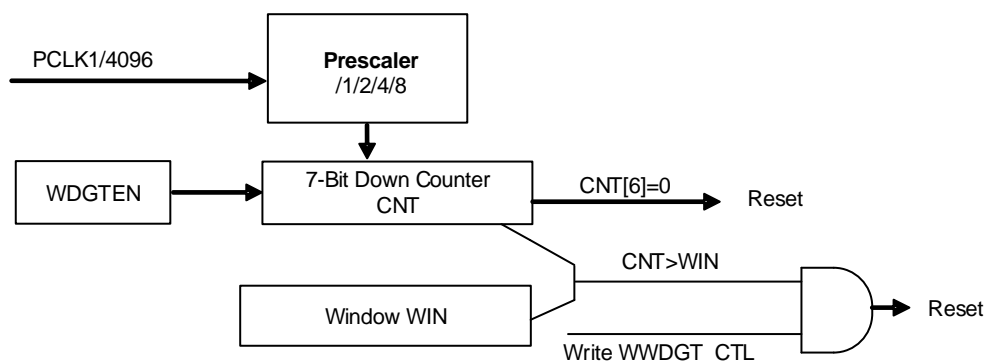 PCLK1/4096
Prescaler
/1/2/4/8
WDGTEN
7-Bit Down Counter
CNT
CNT[6]=0
Reset
CNT>WIN
Window WIN
Reset
Write WWDGT_CTL